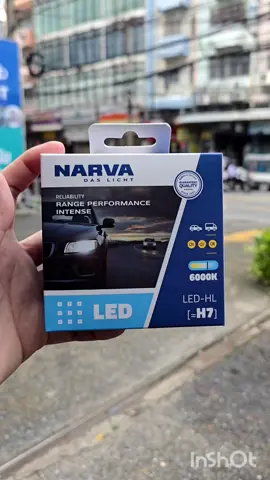 NARVA
DAS LICHT
RELIABILITY
RANGE PERFORMANCE
INTENSE
QUALITY
6000K
LED-HL
[≈H7]
LED
InShOt